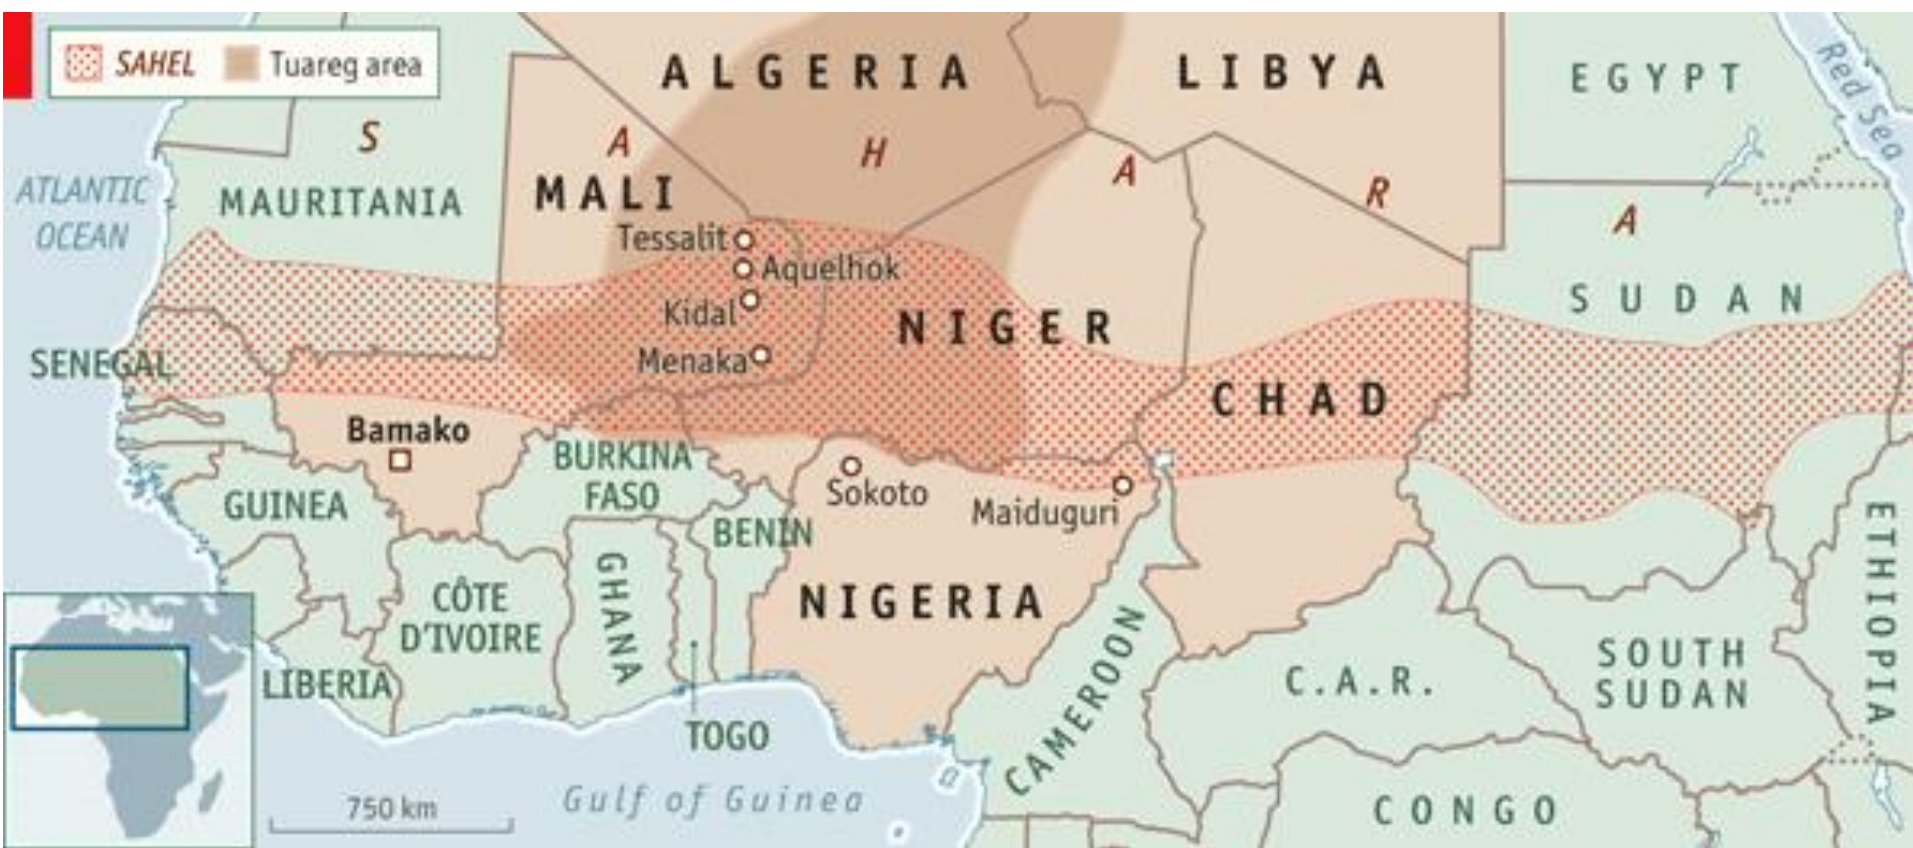 SAHEL
Tuareg area
ALGERIA
LIBYA
EGYPT
Red Sea
S
A
H
A
R
A
ATLANTIC
OCEAN
MAURITANIA
MALI
Tessalit
Aquelhok
Kidal
Menaka
NIGER
CHAD
SUDAN
SENEGAL
Bamako
BURKINA
FASO
Sokoto
Maiduguri
GUINEA
BENIN
ETHIOPIA
GHANA
CÔTE
D'IVOIRE
NIGERIA
CAMEROON
SOUTH
SUDAN
C.A.R.
LIBERIA
TOGO
750 km
Gulf of Guinea
CONGO